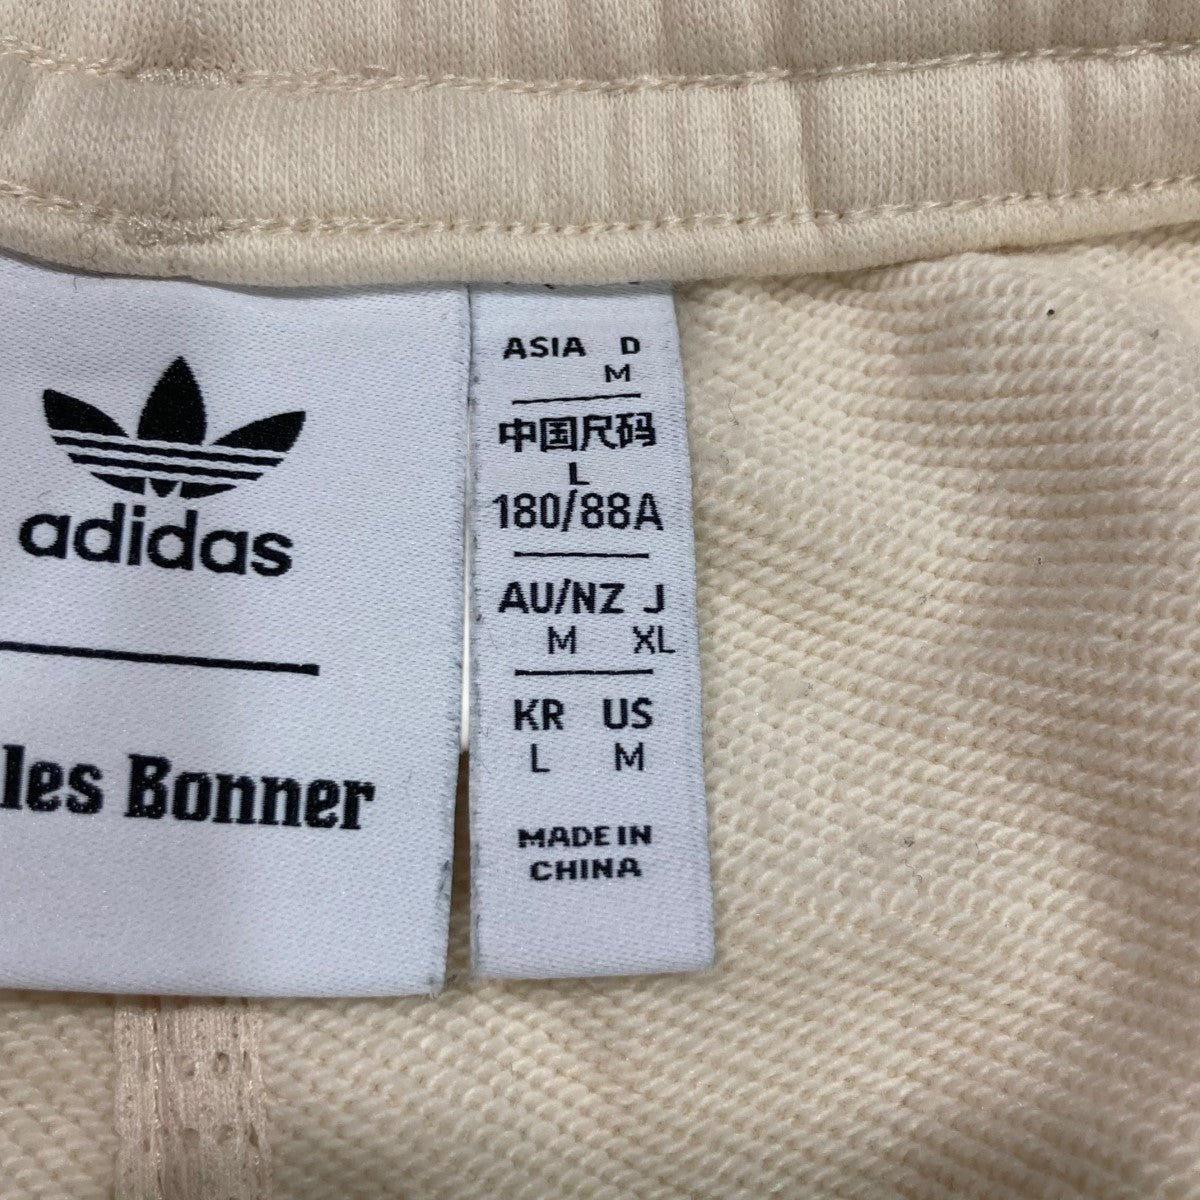 adidas
les Bonner
ASIA D
M
中国尺码
L
180/88A
AU/NZ J
M XL
KR US
L M
MADE IN
CHINA